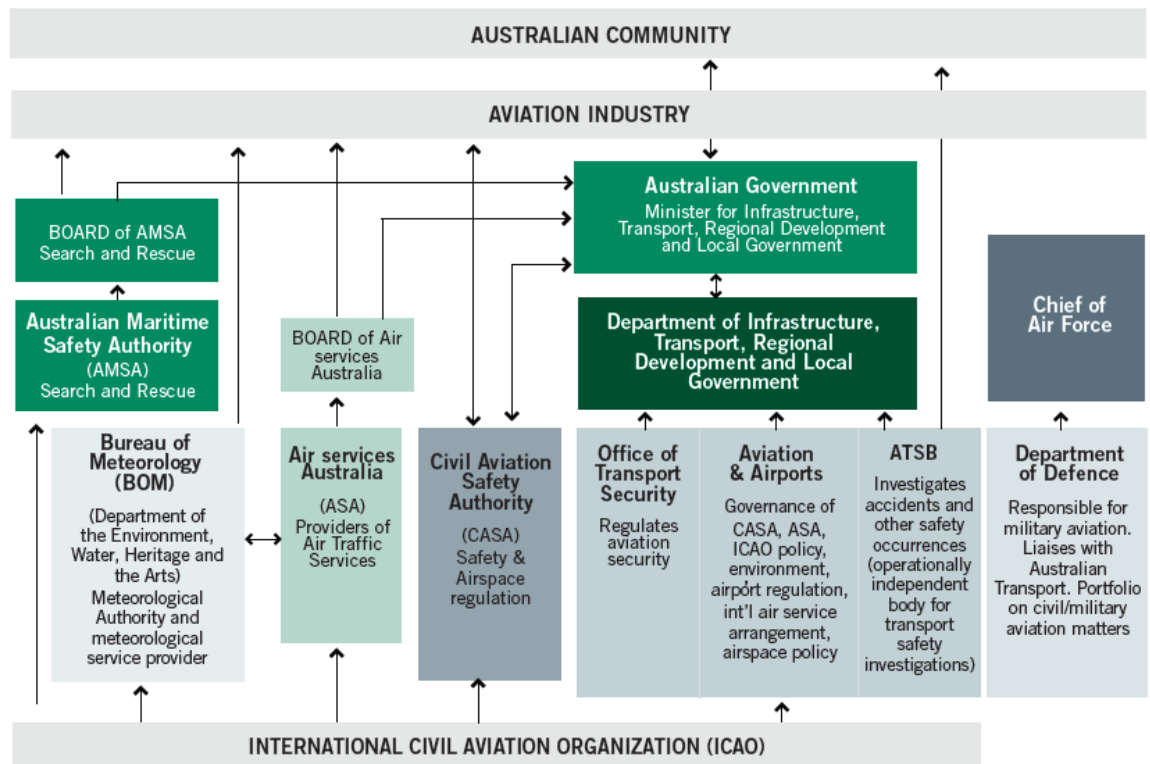 AUSTRALIAN COMMUNITY
AVIATION INDUSTRY
Australian Government
Minister for Infrastructure,
Transport, Regional Development
and Local Government
BOARD of AMSA
Search and Rescue
Australian Maritime
Safety Authority
(AMSA)
Search and Rescue
BOARD of Air
services
Australia
Department of Infrastructure,
Transport, Regional
Development and Local
Government
Chief of
Air Force
Bureau of
Meteorology
(BOM)
(Department of
the Environment,
Water, Heritage and
the Arts)
Meteorological
Authority and
meteorological
service provider
Air services
Australia
(ASA)
Providers of
Air Traffic
Services
Civil Aviation
Safety
Authority
(CASA)
Safety &
Airspace
regulation
Office of
Transport
Security
Regulates
aviation
security
Aviation
& Airports
Governance of
CASA, ASA,
ICAO policy,
environment,
airport regulation,
int'l air service
arrangement,
airspace policy
ATSB
Investigates
accidents and
other safety
occurrences
(operationally
independent
body for
transport
safety
investigations)
Department
of Defence
Responsible for
military aviation.
Liaises with
Australian
Transport. Portfolio
on civil/military
aviation matters
INTERNATIONAL CIVIL AVIATION ORGANIZATION (ICAO)